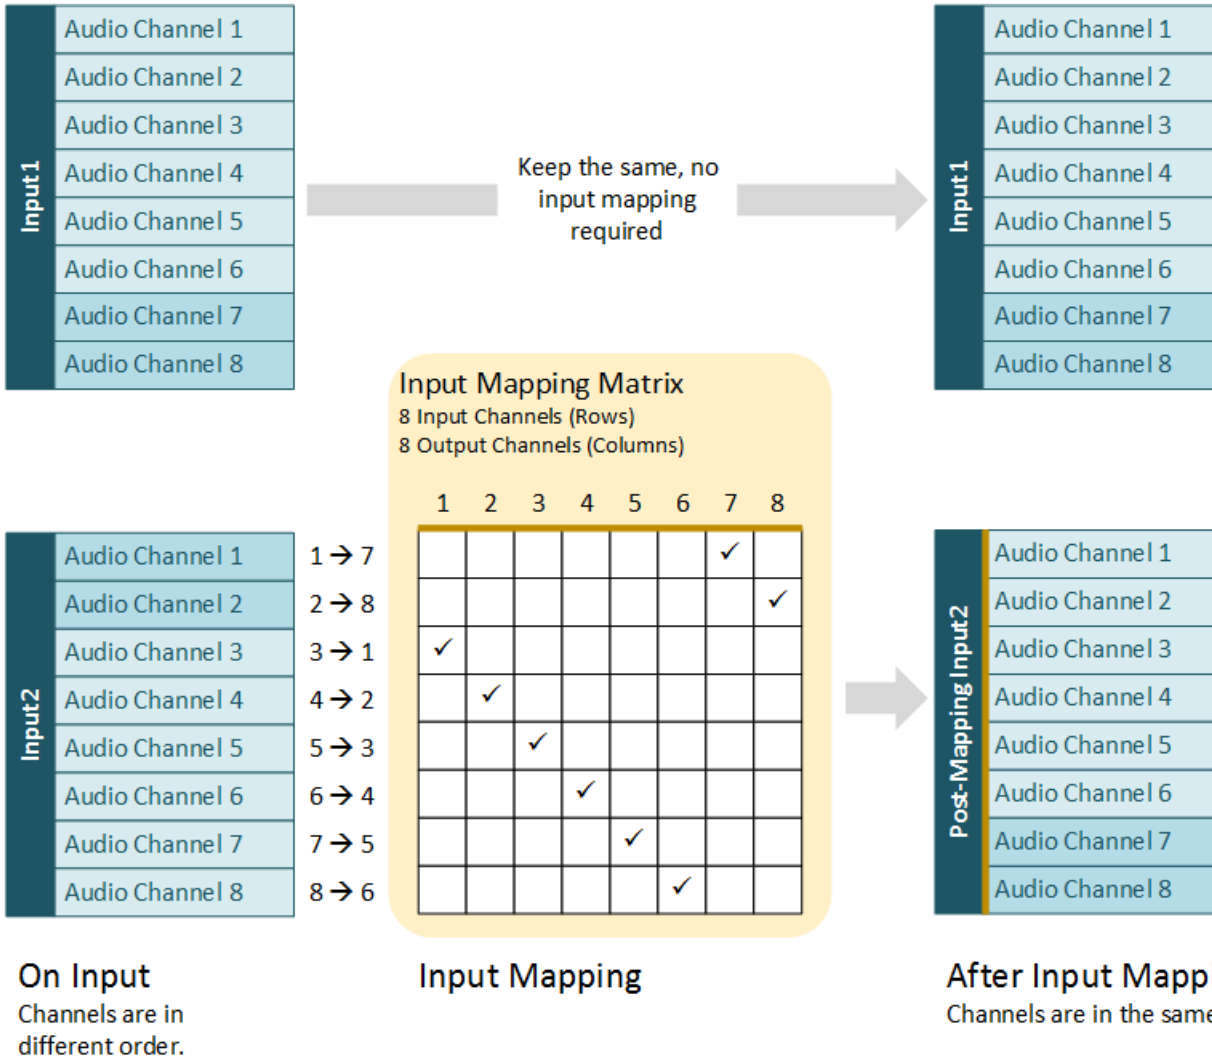 Input1
Audio Channel 1
Audio Channel 2
Audio Channel 3
Audio Channel 4
Audio Channel 5
Audio Channel 6
Audio Channel 7
Audio Channel 8
Keep the same, no
input mapping
required
Input1
Audio Channel 1
Audio Channel 2
Audio Channel 3
Audio Channel 4
Audio Channel 5
Audio Channel 6
Audio Channel 7
Audio Channel 8
Input Mapping Matrix
8 Input Channels (Rows)
8 Output Channels (Columns)
1 2 3 4 5 6 7 8
Input2
Audio Channel 1
Audio Channel 2
Audio Channel 3
Audio Channel 4
Audio Channel 5
Audio Channel 6
Audio Channel 7
Audio Channel 8
1 → 7
2 → 8
3 → 1
4 → 2
5 → 3
6 → 4
7 → 5
8 → 6
Post-Mapping Input2
Audio Channel 1
Audio Channel 2
Audio Channel 3
Audio Channel 4
Audio Channel 5
Audio Channel 6
Audio Channel 7
Audio Channel 8
On Input
Channels are in
different order.
Input Mapping
After Input Mapp
Channels are in the same